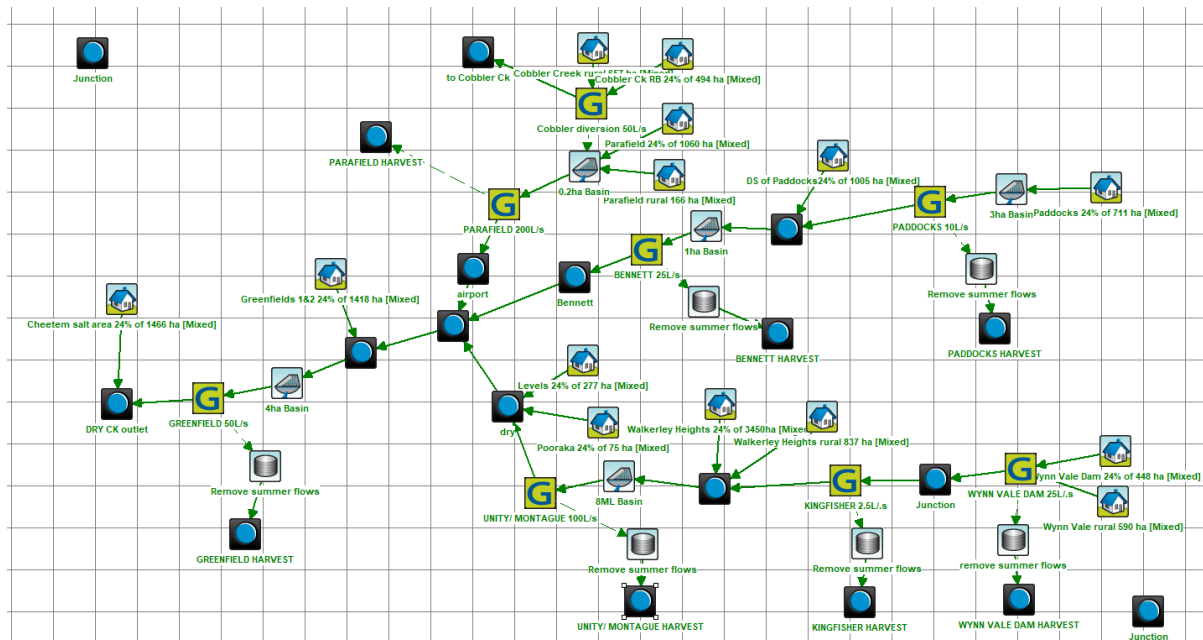 Junction
to Cobbler Ck
Cobbler Creek rural 657 ha [Mixed]
Cobbler Ck RB 24% of 494 ha [Mixed]
G
Cobbler diversion 50L/s
Parafield 24% of 1060 ha [Mixed]
PARAFIELD HARVEST
0.2ha Basin
Parafield rural 166 ha [Mixed]
DS of Paddocks24% of 1005 ha [Mixed]
G
PARAFIELD 200L/s
G
PADDOCKS 10L/s
3ha Basin
Paddocks 24% of 711 ha [Mixed]
1ha Basin
G
BENNETT 25L/s
airport
Bennett
Remove summer flows
Greenfields 1&2 24% of 1418 ha [Mixed]
Cheetem salt area 24% of 1466 ha [Mixed]
Remove summer flows
BENNETT HARVEST
PADDOCKS HARVEST
Levels 24% of 277 ha [Mixed]
4ha Basin
G
GREENFIELD 50L/s
DRY CK outlet
dry
Pooraka 24% of 75 ha [Mixed]
Walkerley Heights 24% of 3450ha [Mixed]
Walkerley Heights rural 837 ha [Mixed]
Remove summer flows
8ML Basin
G
UNITY/ MONTAGUE 100L/s
G
KINGFISHER 2.5L/.s
Junction
G
WYNN VALE DAM 25L/.s
Wynn Vale Dam 24% of 448 ha [Mixed]
Wynn Vale rural 590 ha [Mixed]
GREENFIELD HARVEST
Remove summer flows
Remove summer flows
remove summer flows
UNITY/ MONTAGUE HARVEST
KINGFISHER HARVEST
WYNN VALE DAM HARVEST
Junction